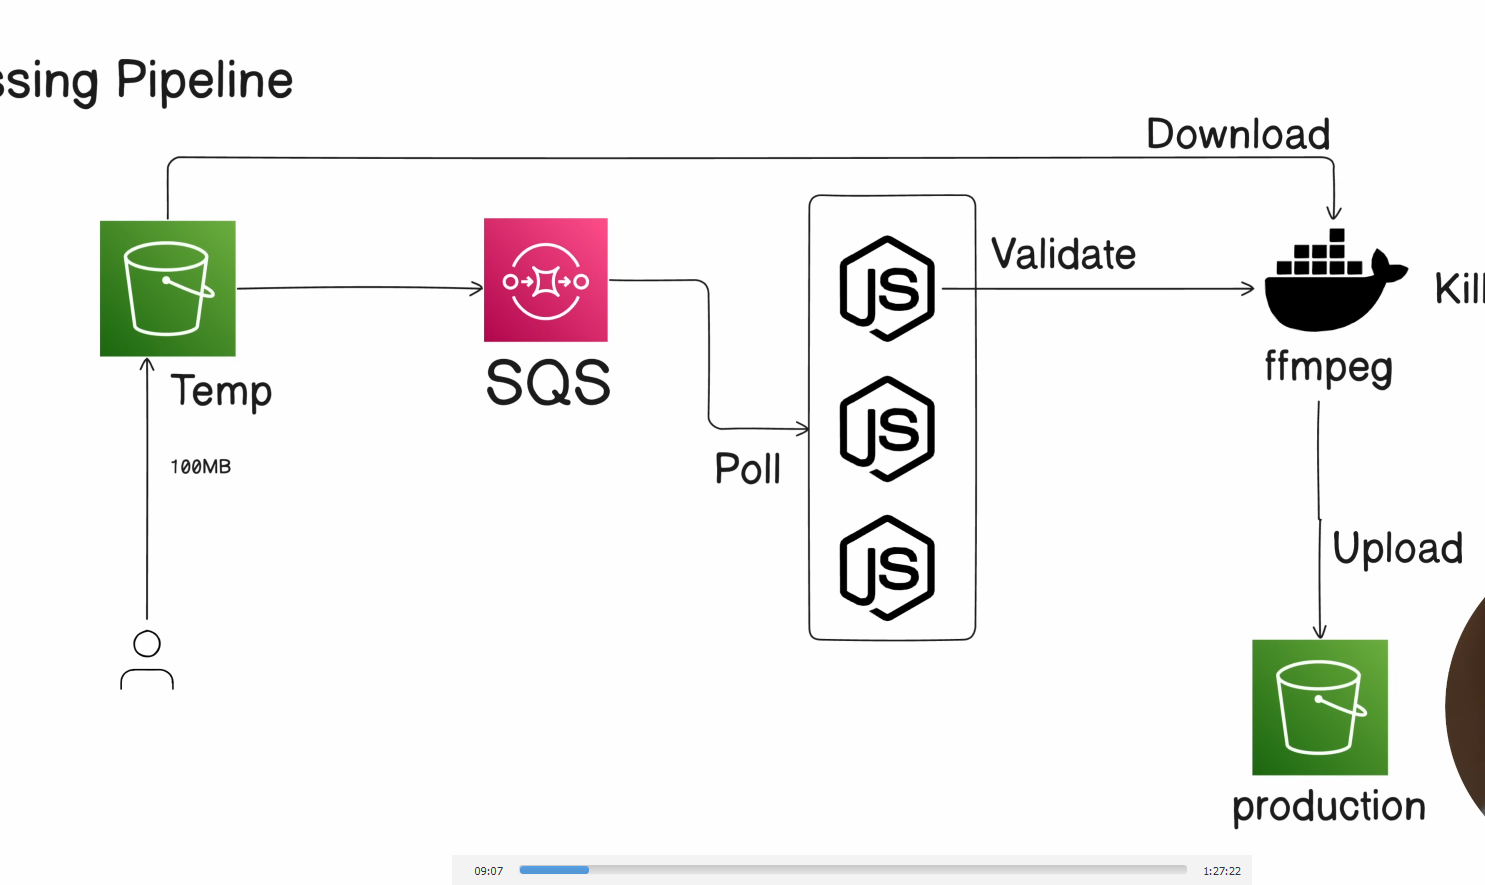 ssing Pipeline
Download
Validate
Kill
JS
ffmpeg
Temp
SQS
JS
Poll
100MB
Upload
JS
production
09:07
1:27:22